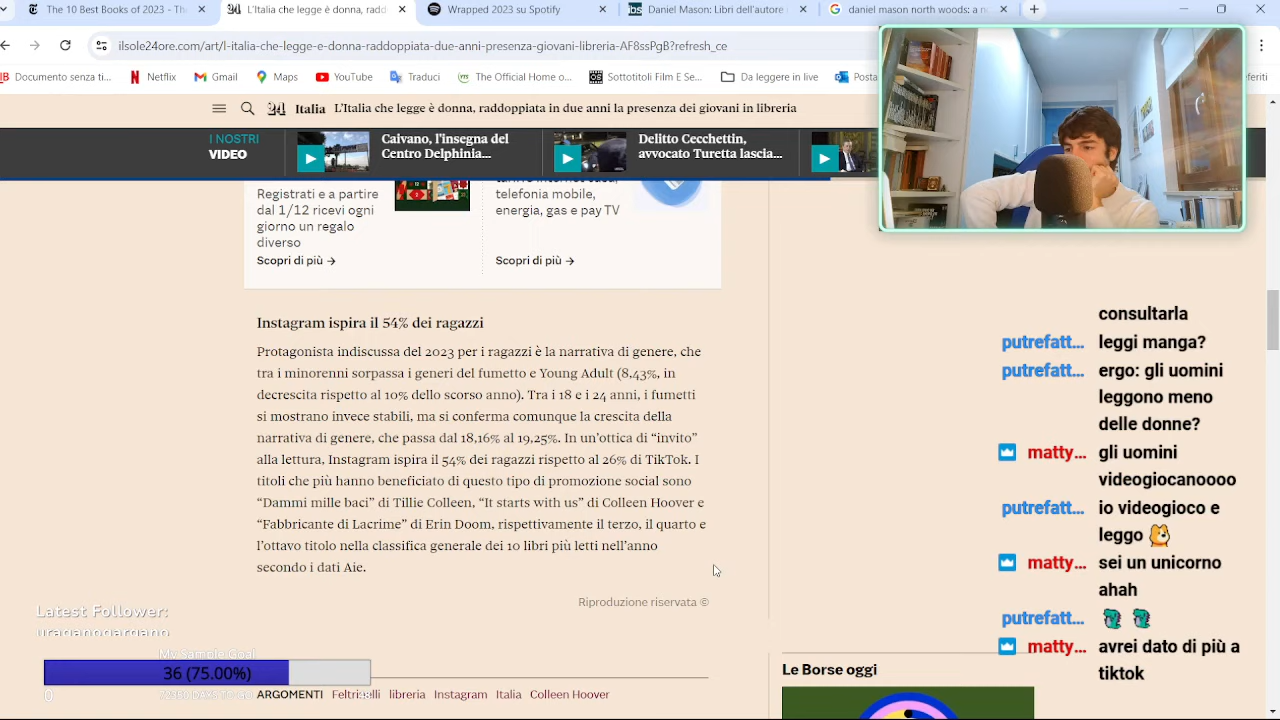 The 10 Best Books of 2023 - The
L'Italia che legge è donna, radd
Wrapped 2023 su Spotify
Daniel Mason: Libri dell'autore
daniel mason north woods: a n
ilsole24ore.com/art/l-italia-che-legge-e-donna-raddoppiata-due-anni-presenza-giovani-libreria-AF8ssPgB?refresh_ce
Documento senza ti...
Netflix
Gmail
Maps
YouTube
Traduci
The Official Home o...
Sottotitoli Film E Se...
Da leggere in live
24
Italia L'Italia che legge è donna, raddoppiata in due anni la presenza dei giovani in libreria
I NOSTRI
VIDEO
Caivano, l'insegna del
Centro Delphinia...
Delitto Cecchettin,
avvocato Turetta lascia...
Registrati e a partire
dal 1/12 ricevi ogni
giorno un regalo
diverso
Scopri di più →
telefonia mobile,
energia, gas e pay TV
Scopri di più →
Instagram ispira il 54% dei ragazzi
Protagonista indiscussa del 2023 per i ragazzi è la narrativa di genere, che
tra i minorenni sorpassa i generi del fumetto e Young Adult (8,43%, in
decrescita rispetto al 10% dello scorso anno). Tra i 18 e i 24 anni, i fumetti
si mostrano invece stabili, ma si conferma comunque la crescita della
narrativa di genere, che passa dal 18,16% al 19,25%. In un'ottica di "invito"
alla lettura, Instagram ispira il 54% dei ragazzi rispetto al 26% di TikTok. I
titoli che più hanno beneficiato di questo tipo di promozione social sono
"Dammi mille baci" di Tillie Collen, "It starts with us" di Colleen Hoover e
"Fabbricante di Lacrime" di Erin Doom, rispettivamente il terzo, il quarto e
l'ottavo titolo nella classifica generale dei 10 libri più letti nell'anno
secondo i dati Aie.
Riproduzione riservata ©
Latest Follower:
uraganogargano
My Sample Goal
36 (75.00%)
0
ARGOMENTI Feltrinelli libreria Instagram Italia Colleen Hoover
Le Borse oggi
consultarla
putrefatt... leggi manga?
putrefatt... ergo: gli uomini
leggono meno
delle donne?
matty... gli uomini
videogiocanoooo
putrefatt... io videogioco e
leggo
matty... sei un unicorno
ahah
putrefatt...
matty... avrei dato di più a
tiktok